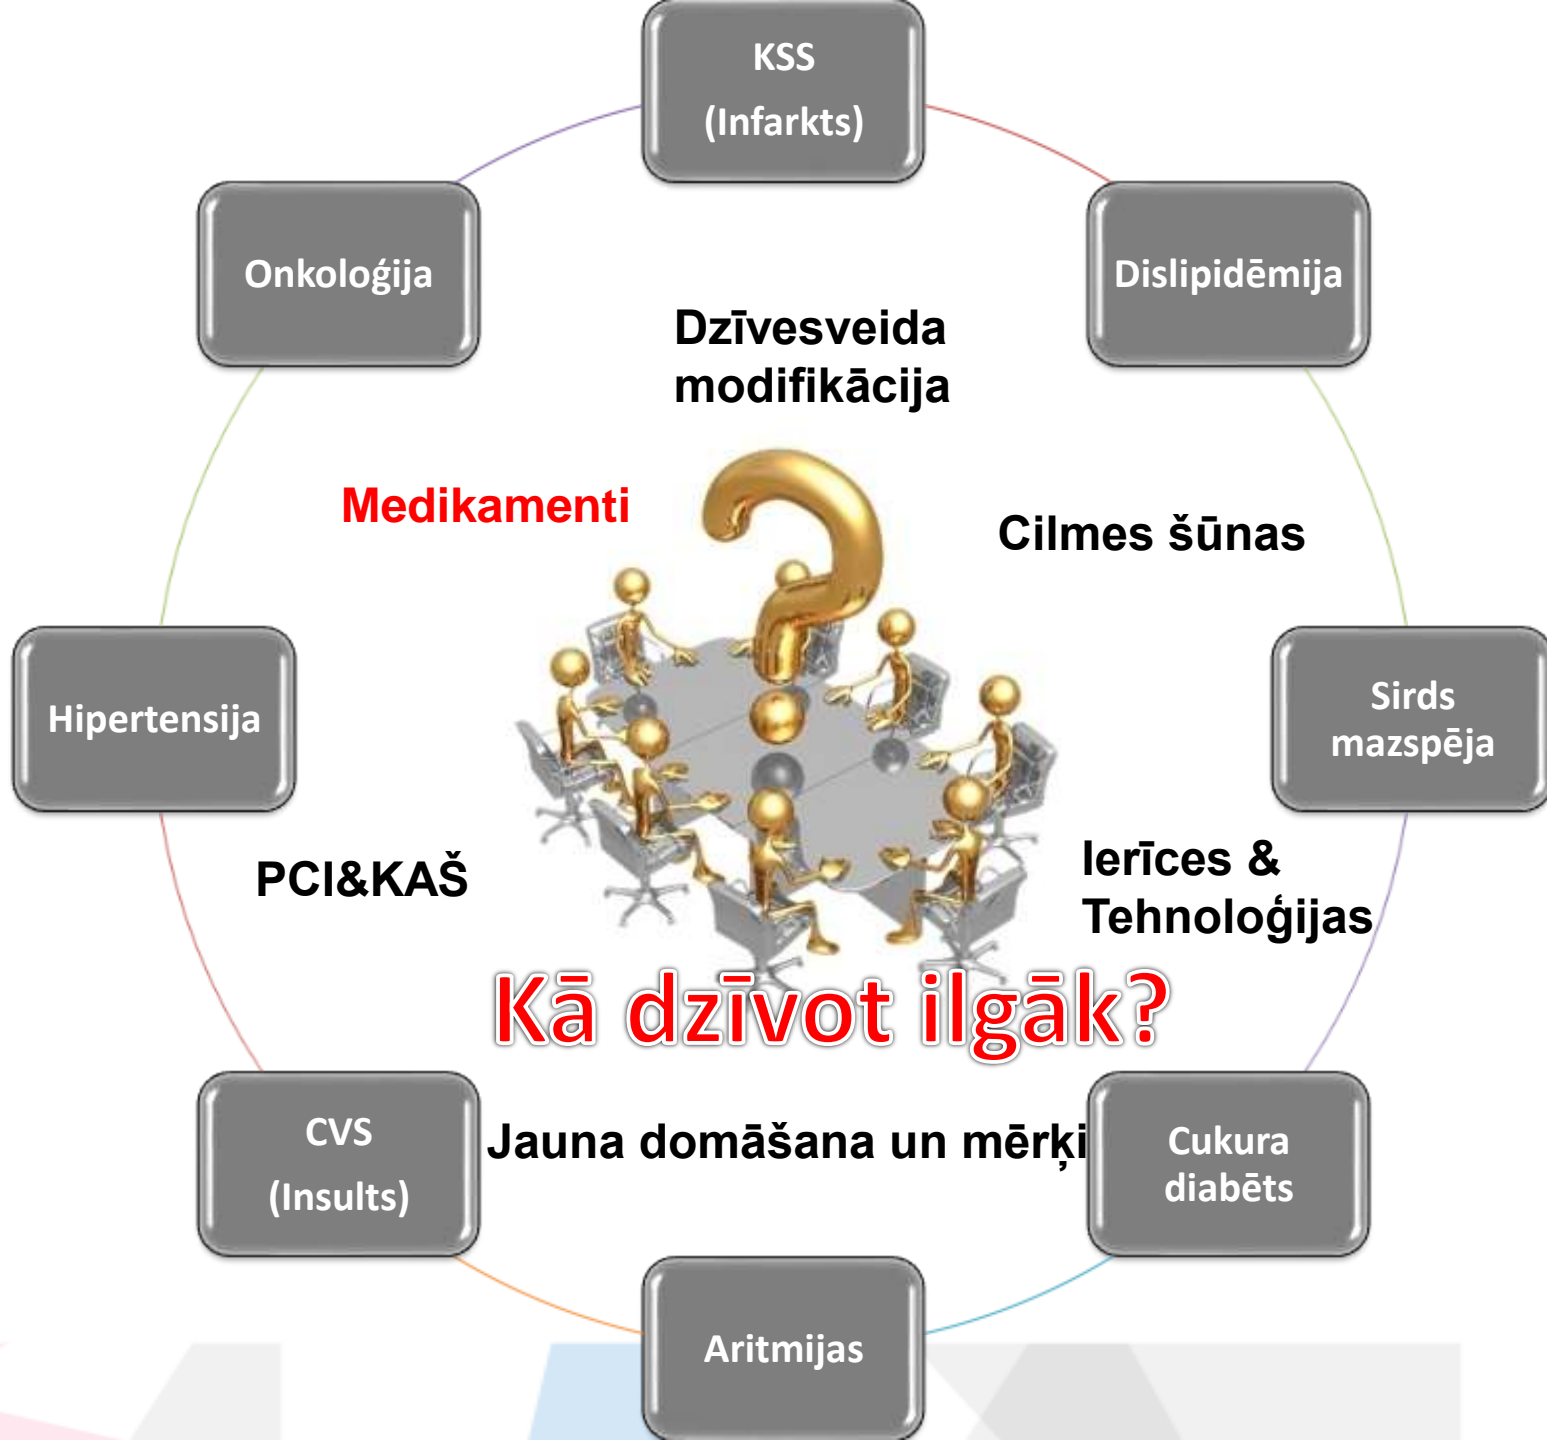 KSS
(Infarkts)
Onkoloģija
Dislipidēmija
Dzīvesveida
modifikācija
Medikamenti
Cilmes šūnas
Hipertensija
Sirds
mazspēja
PCI&KAŠ
Ierīces &
Tehnoloģijas
Kā dzīvot ilgāk?
CVS
(Insults)
Jauna domāšana un mērķi
Cukura
diabēts
Aritmijas